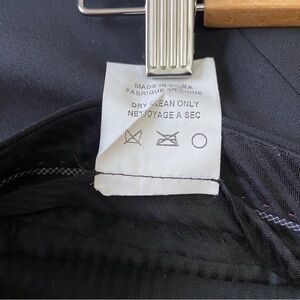 MADE IN CHINA
FABRIQUE EN CHINE
DRY CLEAN ONLY
NETTOYAGE A SEC